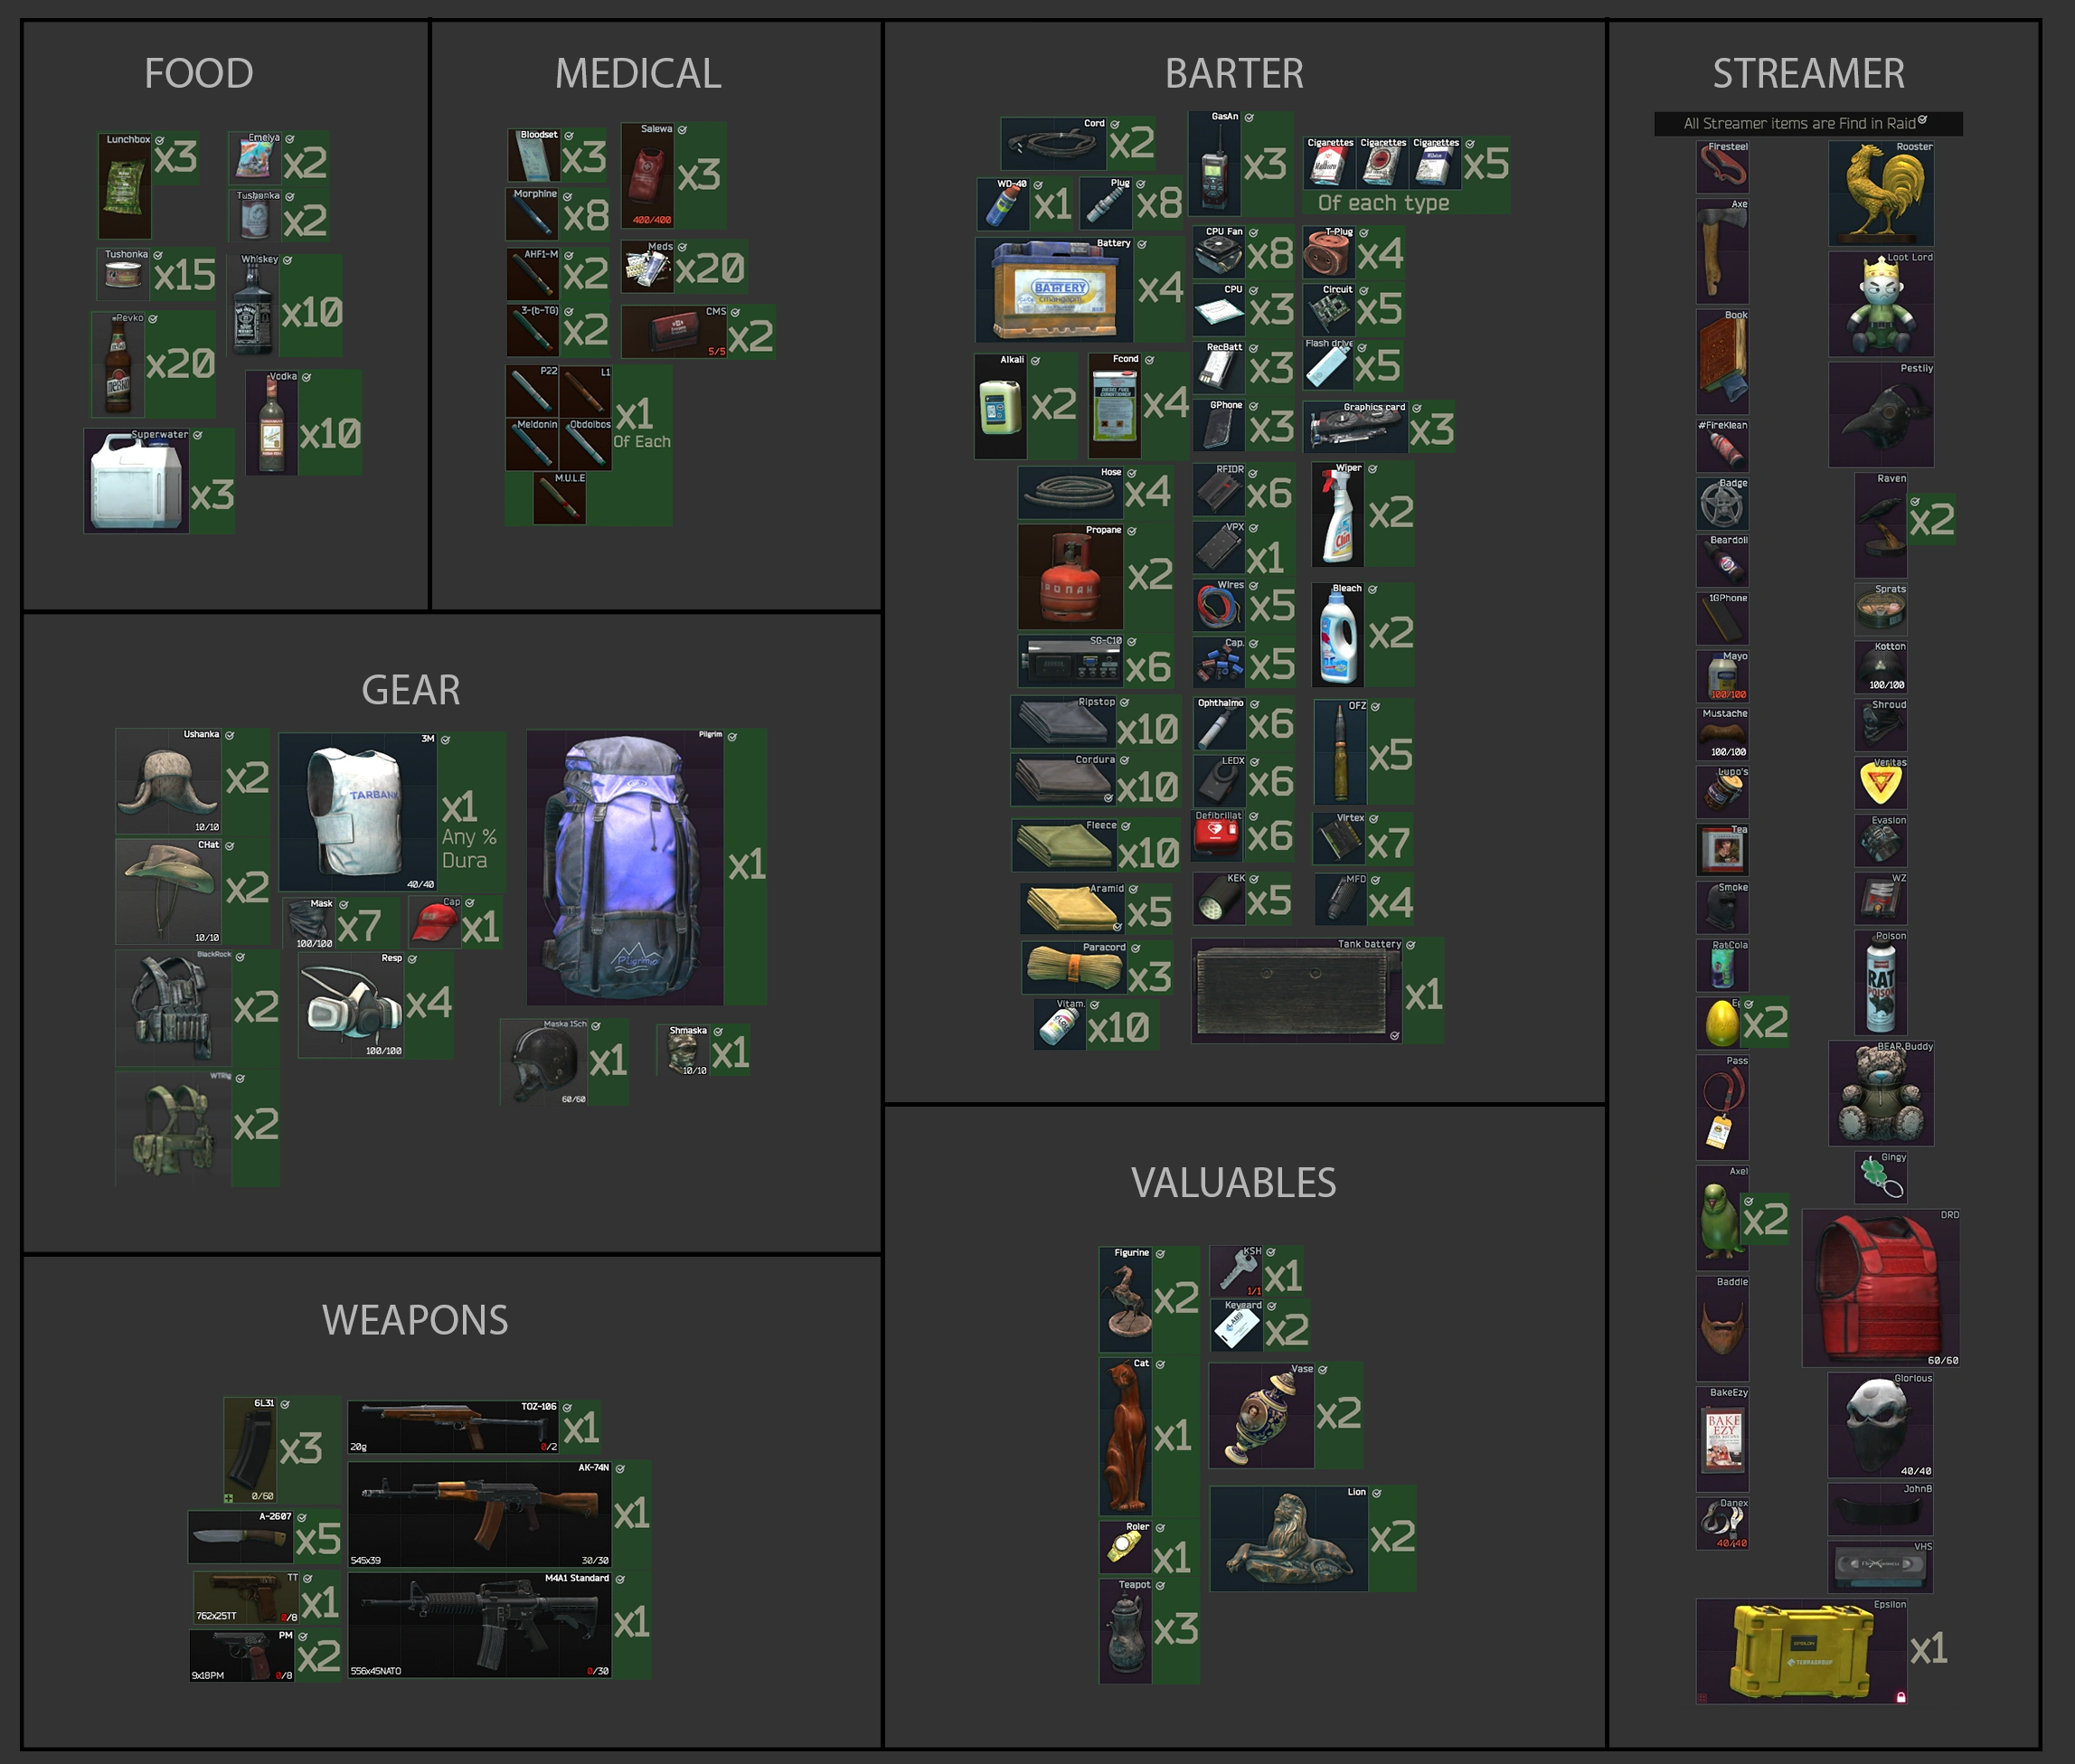 FOOD
Lunchbox
x3
Emelya
x2
Tushonka
x2
Tushonka
x15
Whiskey
x10
Pevko
x20
Vodka
x10
Superwater
x3
MEDICAL
Bloodset
x3
Salewa
400/400
x3
Morphine
x8
AHF1-M
x2
Meds
x20
3-(b-TG)
x2
CMS
5/5
x2
P22
L1
Meldonin
Obdolbos
M.U.L.E
x1
Of Each
GEAR
Ushanka
10/10
x2
3M
TARBANK
40/40
x1
Any %
Dura
Pilgrim
Pilgrim
x1
CHat
10/10
x2
Mask
100/100
x7
Cap
x1
BlackRock
x2
Resp
100/100
x4
Maska 1Sch
60/60
x1
Shmaska
10/10
x1
WTRig
x2
WEAPONS
6L31
0/60
x3
TOZ-106
20g
0/2
x1
AK-74N
545x39
30/30
x1
A-2607
x5
TT
762x25TT
0/8
x1
M4A1 Standard
556x45NATO
0/30
x1
PM
9x18PM
0/8
x2
BARTER
Cord
x2
GasAn
x3
Cigarettes
Cigarettes
Cigarettes
x5
Of each type
WD-40
x1
Plug
x8
Battery
BATTERY
x4
CPU Fan
x8
T-Plug
x4
CPU
x3
Circuit
x5
Alkali
x2
Fcond
x4
RecBatt
x3
Flash drive
x5
GPhone
x3
Graphics card
x3
Hose
x4
RFIDR
x6
Wiper
Clin
x2
Propane
ПРОПАН
x2
VPX
x1
Wires
x5
Bleach
x2
SG-C10
x6
Cap.
x5
Ripstop
x10
Ophthalmo
x6
OFZ
x5
Cordura
x10
LEDX
x6
Fleece
x10
Defibrillat
x6
Virtex
x7
Aramid
x5
KEK
x5
MFD
x4
Paracord
x3
Tank battery
x1
Vitam.
x10
VALUABLES
Figurine
x2
KSH
1/1
x1
Keycard
x2
Cat
x1
Vase
x2
Roler
x1
Lion
x2
Teapot
x3
STREAMER
All Streamer items are Find in Raid
Firesteel
Rooster
Axe
Loot Lord
Book
Pestily
#FireKlean
Badge
Raven
x2
Beardoil
Sprats
1GPhone
Kotton
100/100
Mayo
100/100
Shroud
Mustache
100/100
Veritas
Lupo's
Evasion
Tea
WZ
Smoke
Poison
RAT
POISON
RatCola
x2
BEAR Buddy
Pass
Gingy
Axel
x2
DRD
60/60
Baddie
Glorious
40/40
BakeEzy
BAKE
EZY
JohnB
Danex
40/40
VHS
Epsilon
EPSILON
TERRAGROUP
x1